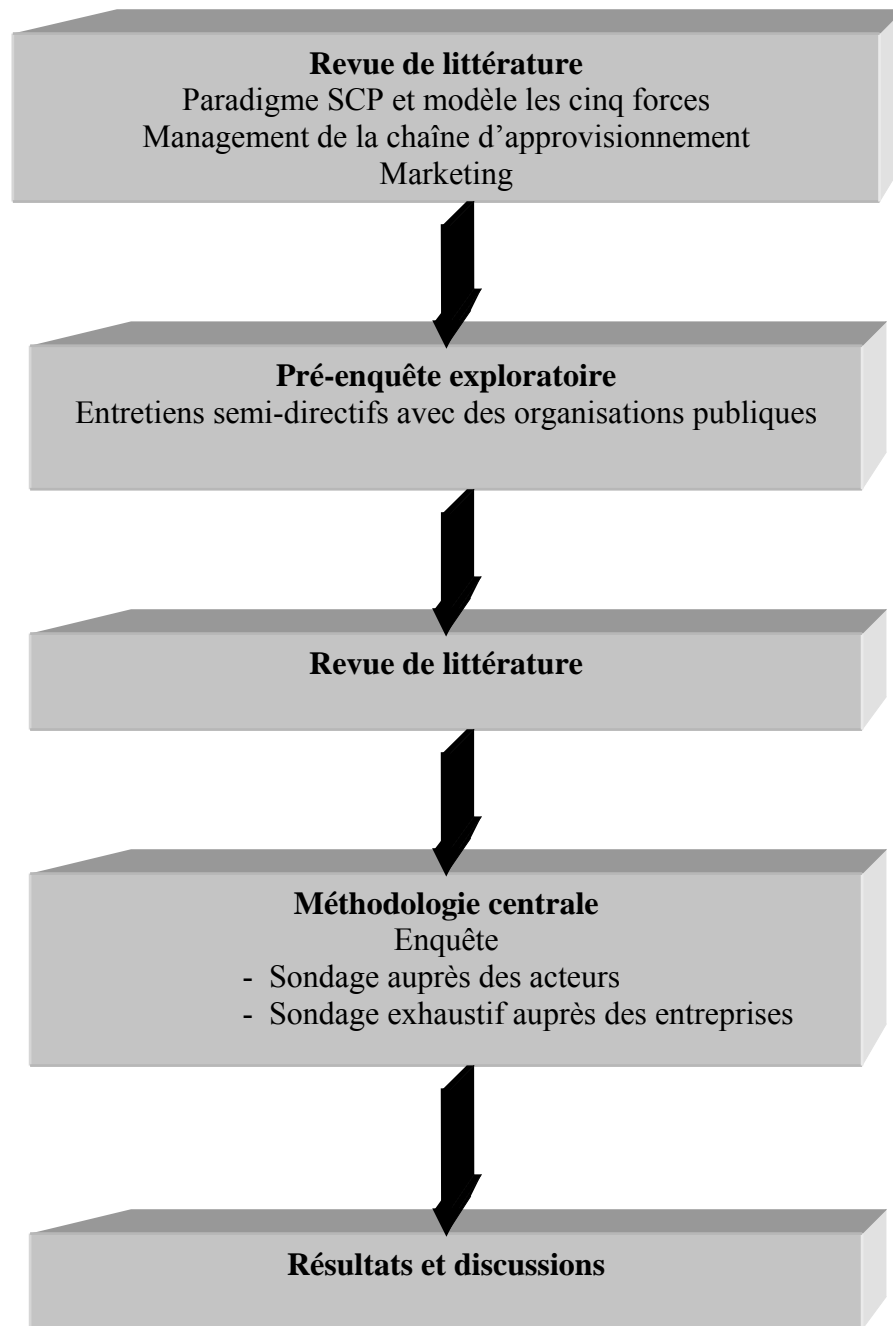 Revue de littérature
Paradigme SCP et modèle les cinq forces
Management de la chaîne d’approvisionnement
Marketing
Pré-enquête exploratoire
Entretiens semi-directifs avec des organisations publiques
Revue de littérature
Méthodologie centrale
Enquête
- Sondage auprès des acteurs
- Sondage exhaustif auprès des entreprises
Résultats et discussions